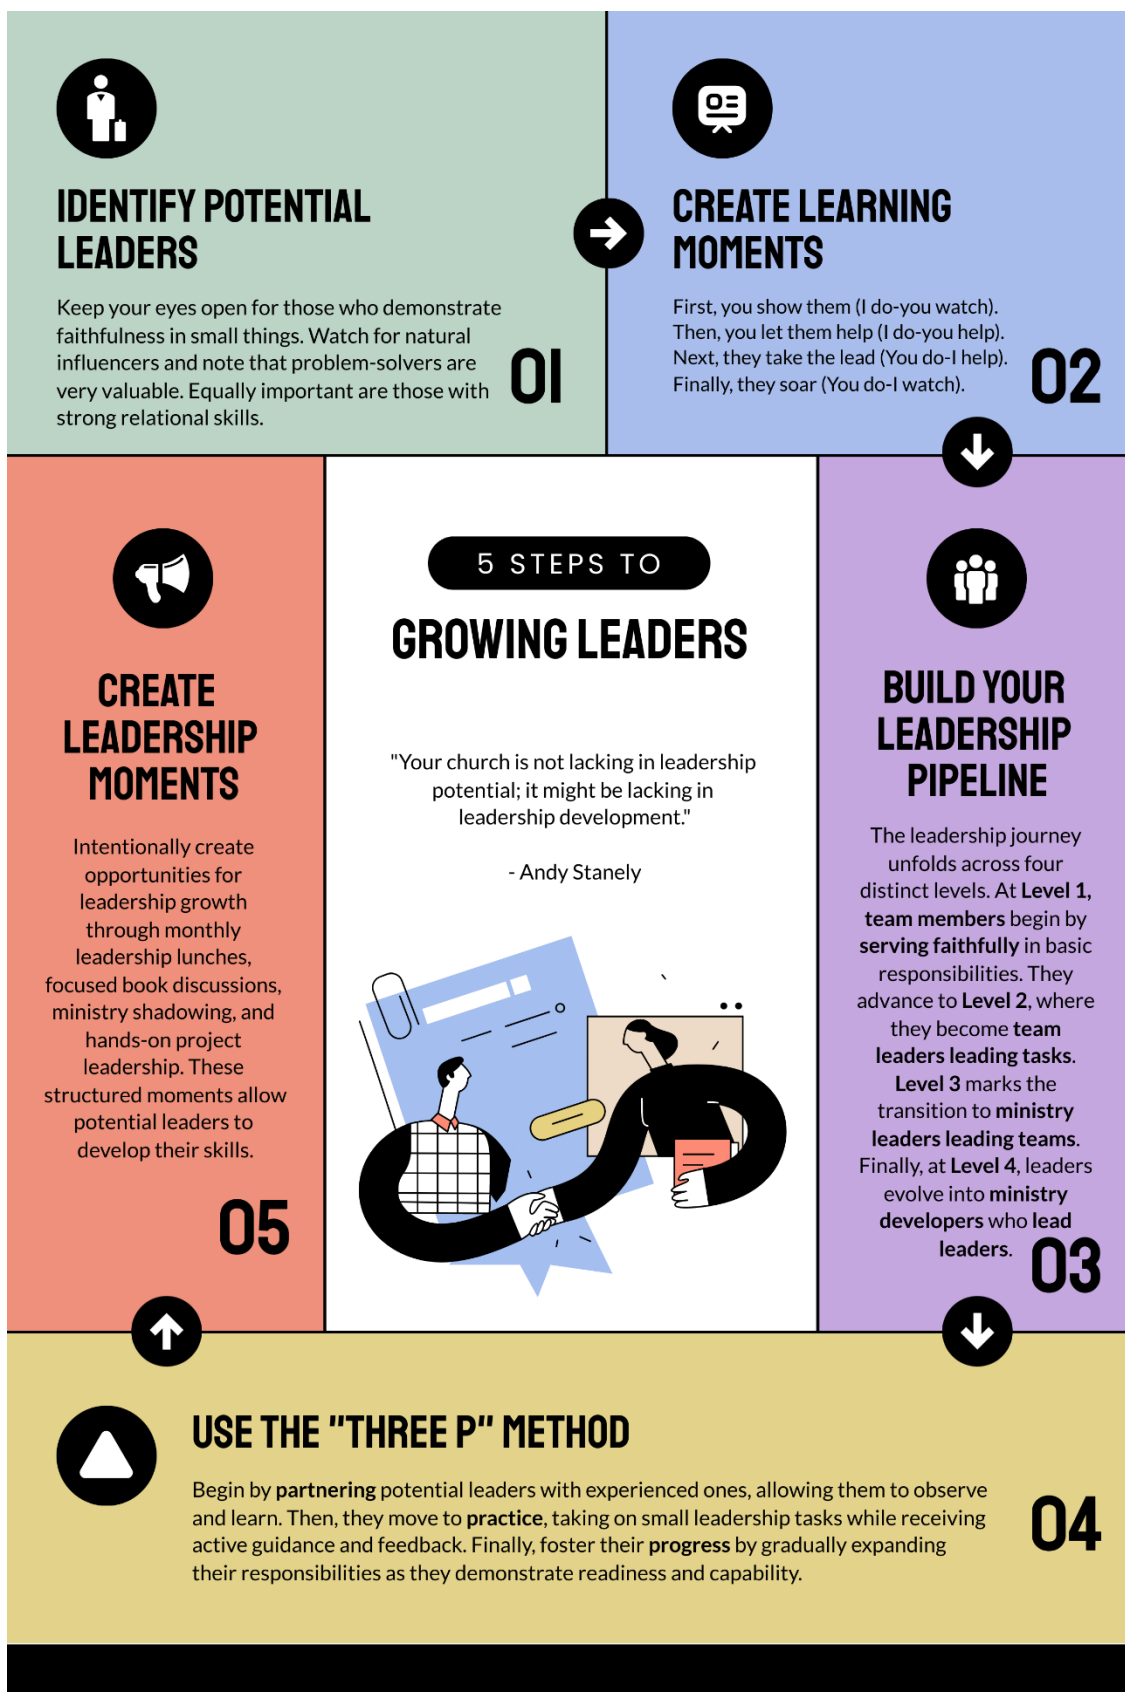 IDENTIFY POTENTIAL
LEADERS
Keep your eyes open for those who demonstrate
faithfulness in small things. Watch for natural
influencers and note that problem-solvers are
very valuable. Equally important are those with
strong relational skills.
01
CREATE LEARNING
MOMENTS
First, you show them (I do-you watch).
Then, you let them help (I do-you help).
Next, they take the lead (You do-I help).
Finally, they soar (You do-I watch).
02
5 STEPS TO
GROWING LEADERS
"Your church is not lacking in leadership
potential; it might be lacking in
leadership development."
- Andy Stanely
BUILD YOUR
LEADERSHIP
PIPELINE
The leadership journey
unfolds across four
distinct levels. At Level 1,
team members begin by
serving faithfully in basic
responsibilities. They
advance to Level 2, where
they become team
leaders leading tasks.
Level 3 marks the
transition to ministry
leaders leading teams.
Finally, at Level 4, leaders
evolve into ministry
developers who lead
leaders.
03
USE THE "THREE P" METHOD
Begin by partnering potential leaders with experienced ones, allowing them to observe
and learn. Then, they move to practice, taking on small leadership tasks while receiving
active guidance and feedback. Finally, foster their progress by gradually expanding
their responsibilities as they demonstrate readiness and capability.
04
CREATE
LEADERSHIP
MOMENTS
Intentionally create
opportunities for
leadership growth
through monthly
leadership lunches,
focused book discussions,
ministry shadowing, and
hands-on project
leadership. These
structured moments allow
potential leaders to
develop their skills.
05